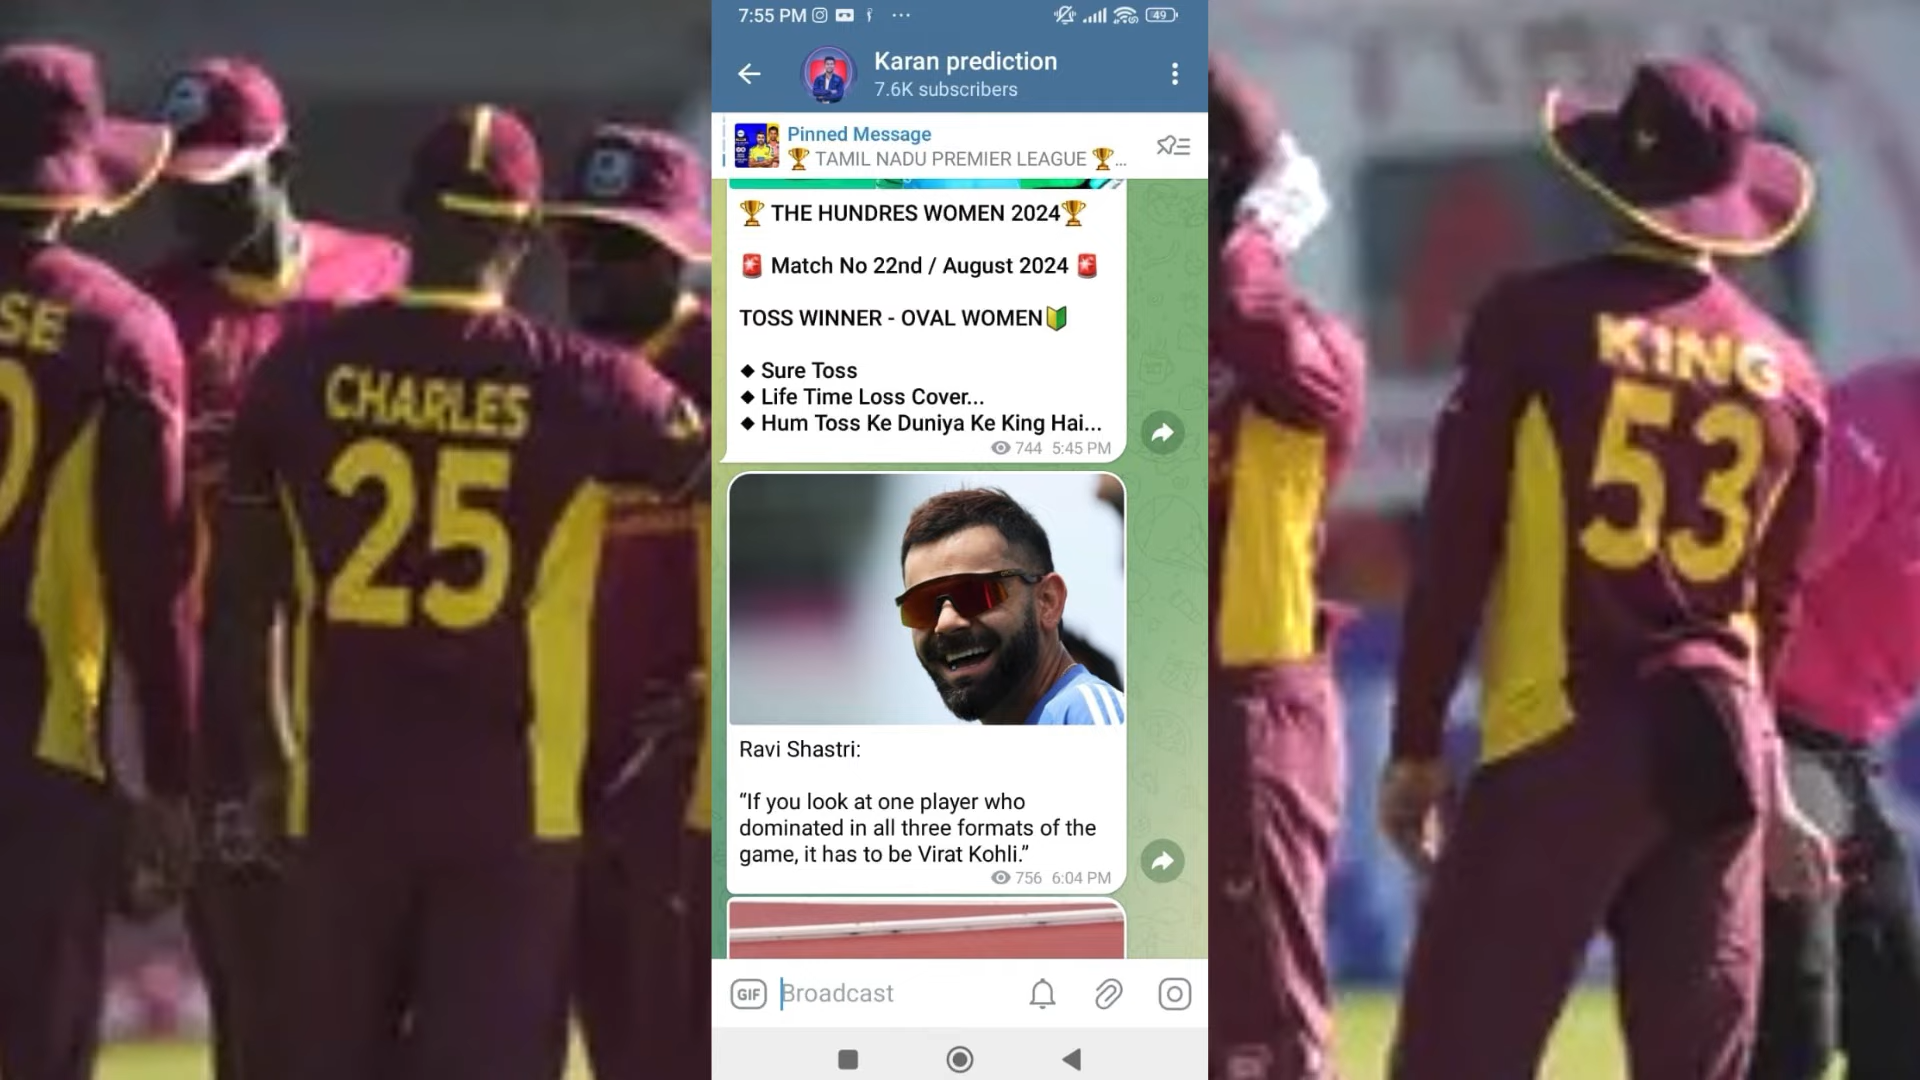 7:55 PM
49
Karan prediction
7.6K subscribers
Pinned Message
🏆 TAMIL NADU PREMIER LEAGUE 🏆...
🏆 THE HUNDRES WOMEN 2024🏆
🚨 Match No 22nd / August 2024 🚨
TOSS WINNER - OVAL WOMEN🔰
◆ Sure Toss
◆ Life Time Loss Cover...
◆ Hum Toss Ke Duniya Ke King Hai...
744 5:45 PM
Ravi Shastri:
“If you look at one player who
dominated in all three formats of the
game, it has to be Virat Kohli.”
756 6:04 PM
GIF Broadcast
SE
CHARLES
25
KING
53